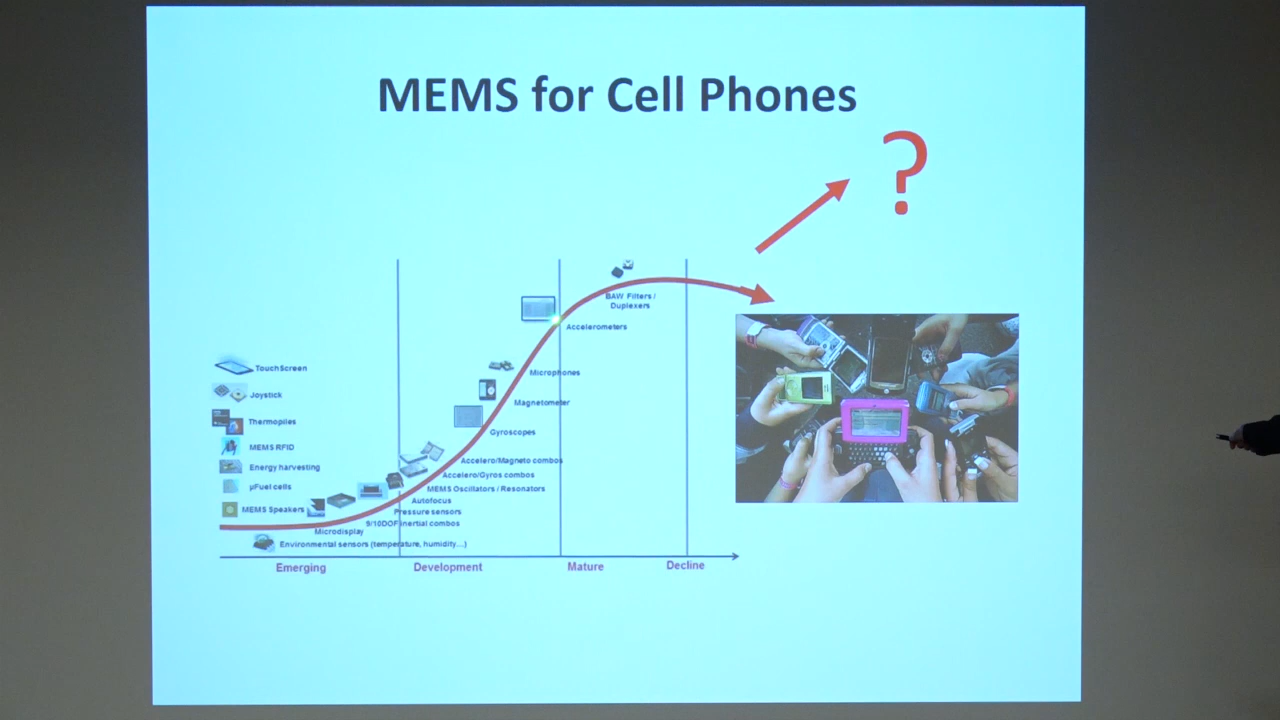 MEMS for Cell Phones
?
BAW Filters /
Duplexers
Accelerometers
TouchScreen
Microphones
Joystick
Magnetometer
Thermopiles
Gyroscopes
MEMS RFID
Accelero/Magneto combos
Energy harvesting
Accelero/Gyros combos
µFuel cells
MEMS Oscillators / Resonators
Autofocus
MEMS Speakers
Pressure sensors
9/10DOF inertial combos
Microdisplay
Environmental sensors (temperature, humidity...)
Emerging
Development
Mature
Decline